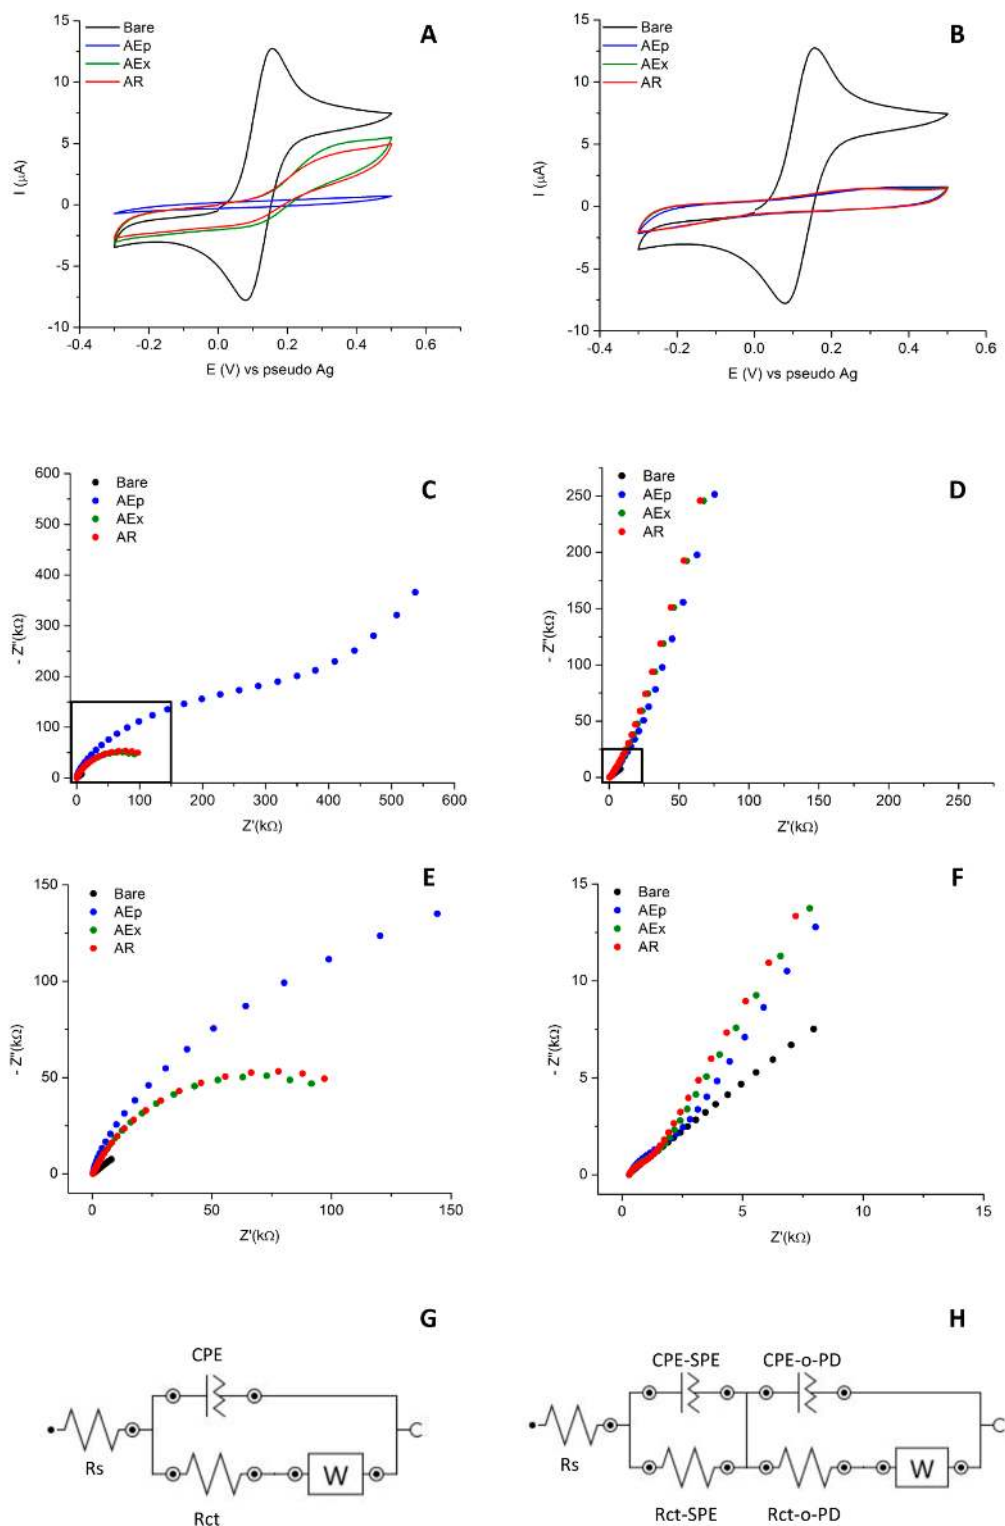 A
Bare
AEp
AEx
AR
15
10
5
0
-5
-10
I (µA)
-0.4
-0.2
0.0
0.2
0.4
0.6
E (V) vs pseudo Ag
B
Bare
AEp
AEx
AR
15
10
5
0
-5
-10
I (µA)
-0.4
-0.2
0.0
0.2
0.4
0.6
E (V) vs pseudo Ag
C
Bare
AEp
AEx
AR
600
500
400
300
200
100
0
- Z"(kΩ)
0
100
200
300
400
500
600
Z'(kΩ)
D
Bare
AEp
AEx
AR
250
200
150
100
50
0
- Z"(kΩ)
0
50
100
150
200
250
Z'(kΩ)
E
Bare
AEp
AEx
AR
150
100
50
0
- Z"(kΩ)
0
50
100
150
Z'(kΩ)
F
Bare
AEp
AEx
AR
15
10
5
0
- Z"(kΩ)
0
5
10
15
Z'(kΩ)
G
CPE
Rs
W
Rct
H
CPE-SPE
CPE-o-PD
Rs
W
Rct-SPE
Rct-o-PD